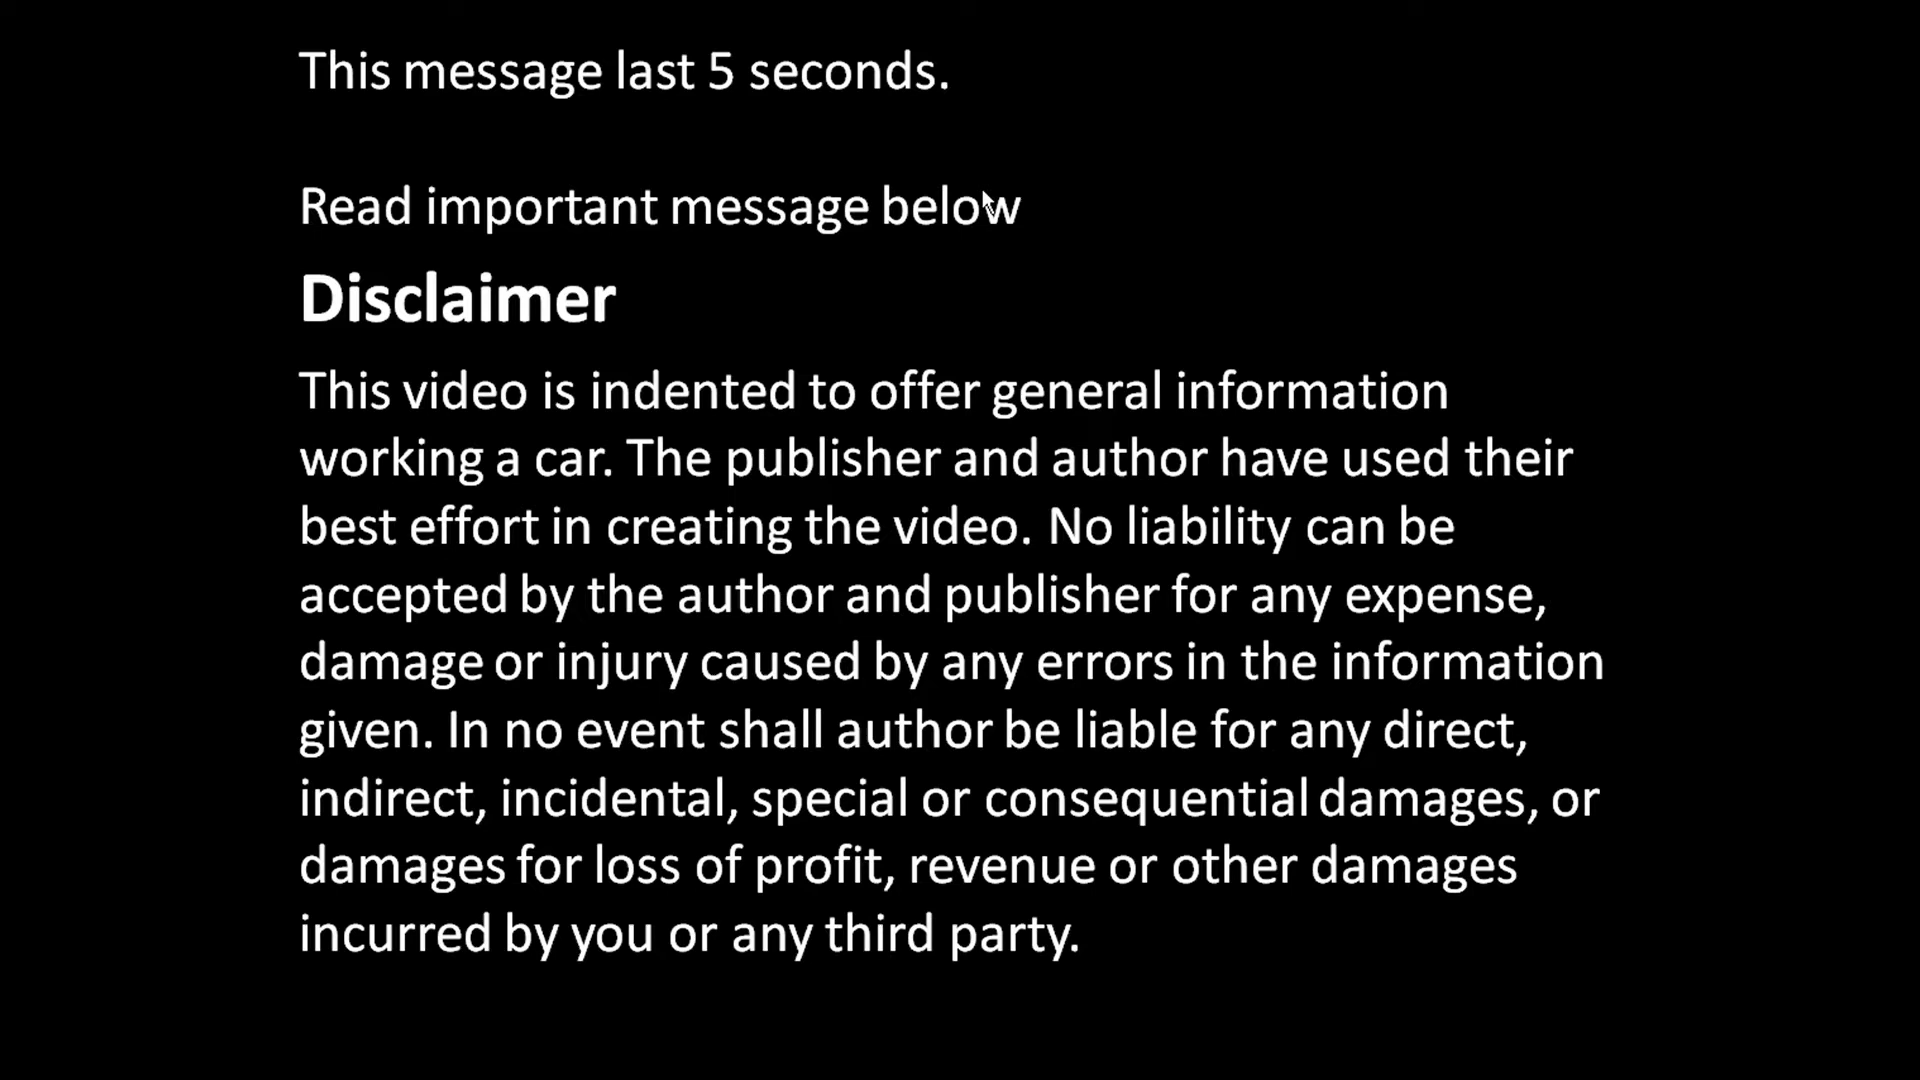 This message last 5 seconds.
Read important message below
Disclaimer
This video is indented to offer general information
working a car. The publisher and author have used their
best effort in creating the video. No liability can be
accepted by the author and publisher for any expense,
damage or injury caused by any errors in the information
given. In no event shall author be liable for any direct,
indirect, incidental, special or consequential damages, or
damages for loss of profit, revenue or other damages
incurred by you or any third party.